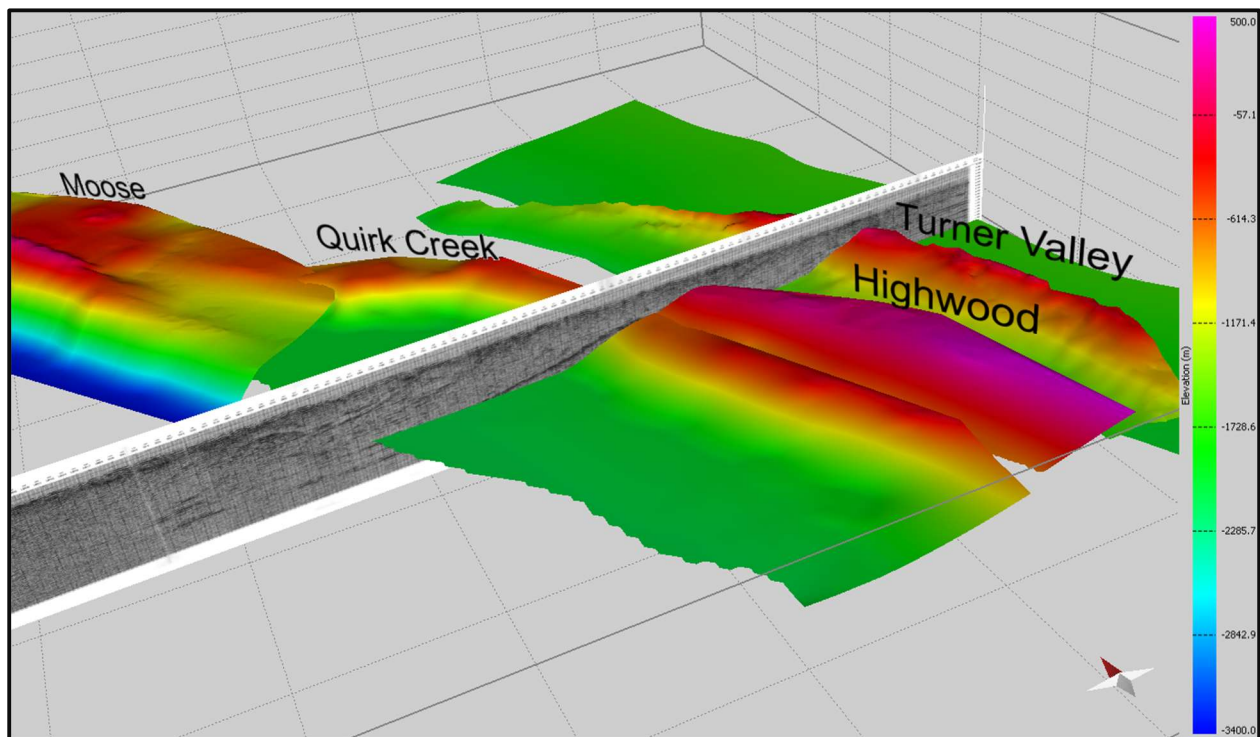 Moose
Quirk Creek
Turner Valley
Highwood
500.0
-57.1
-614.3
-1171.4
Elevation (m)
-1728.6
-2285.7
-2842.9
-3400.0